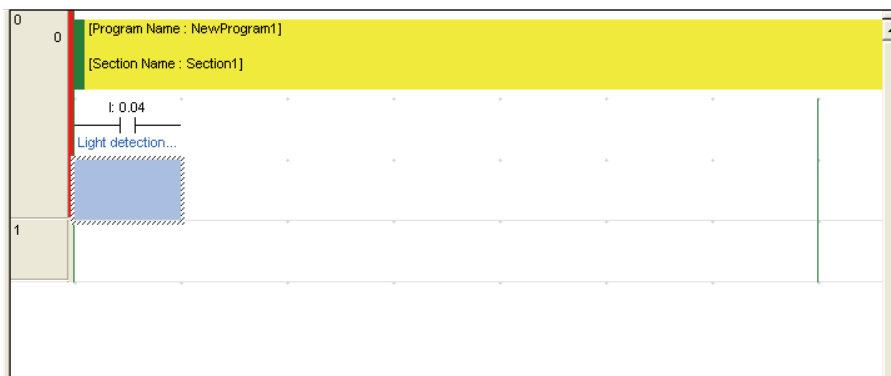 0
0
[Program Name : NewProgram1]
[Section Name : Section1]
I: 0.04
Light detection...
1